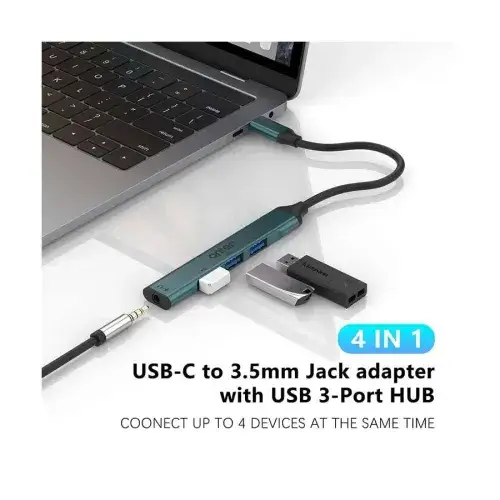 4 IN 1
USB-C to 3.5mm Jack adapter
with USB 3-Port HUB
COONECT UP TO 4 DEVICES AT THE SAME TIME